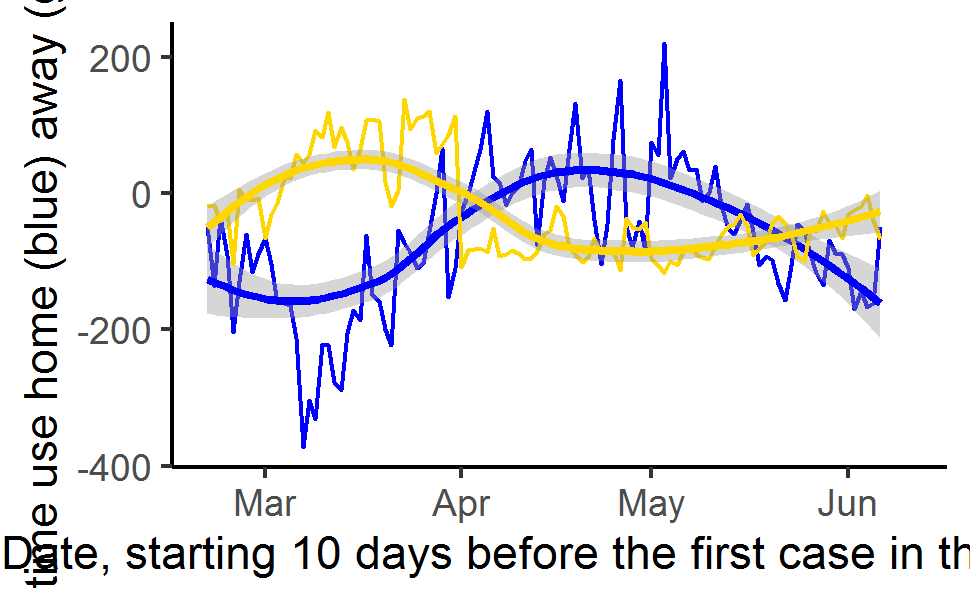 time use home (blue) away (
200
0
-200
-400
Mar Apr May Jun
Date, starting 10 days before the first case in th